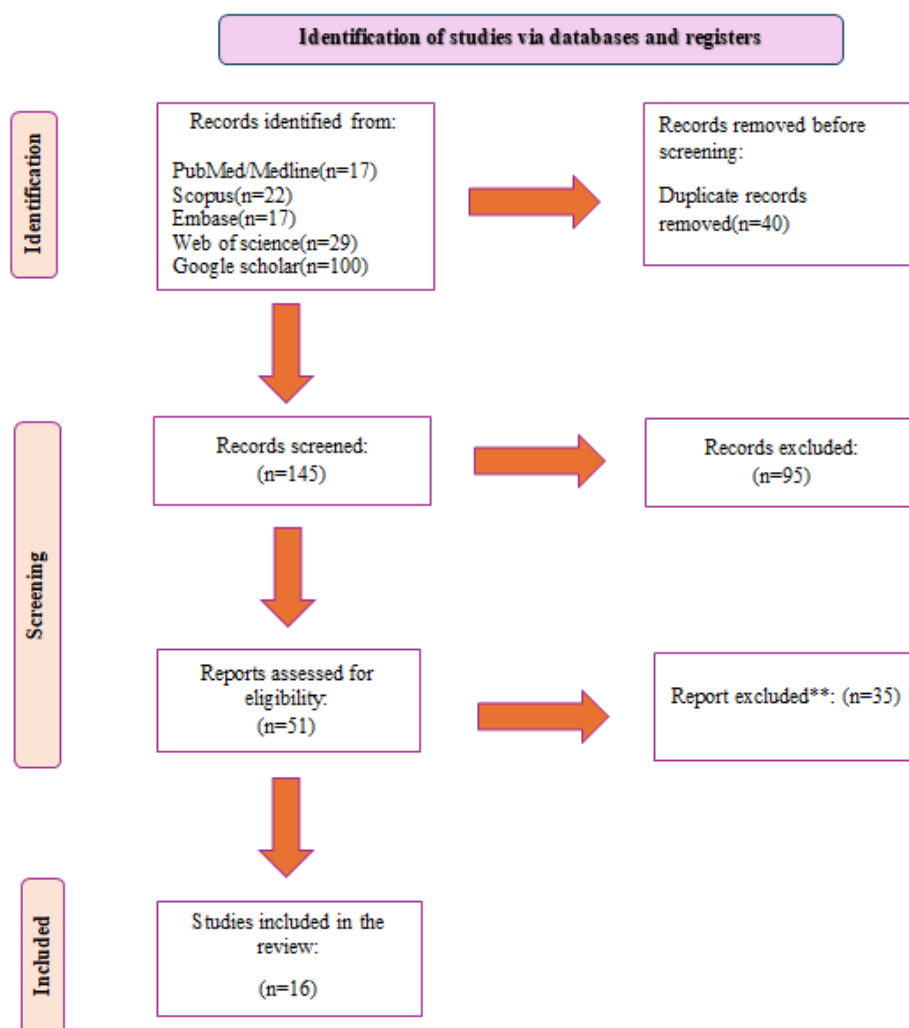 Identification of studies via databases and registers
Identification
Records identified from:
PubMed/Medline(n=17)
Scopus(n=22)
Embase(n=17)
Web of science(n=29)
Google scholar(n=100)
Records removed before
screening:
Duplicate records
removed(n=40)
Screening
Records screened:
(n=145)
Records excluded:
(n=95)
Reports assessed for
eligibility:
(n=51)
Report excluded**: (n=35)
Included
Studies included in the
review:
(n=16)